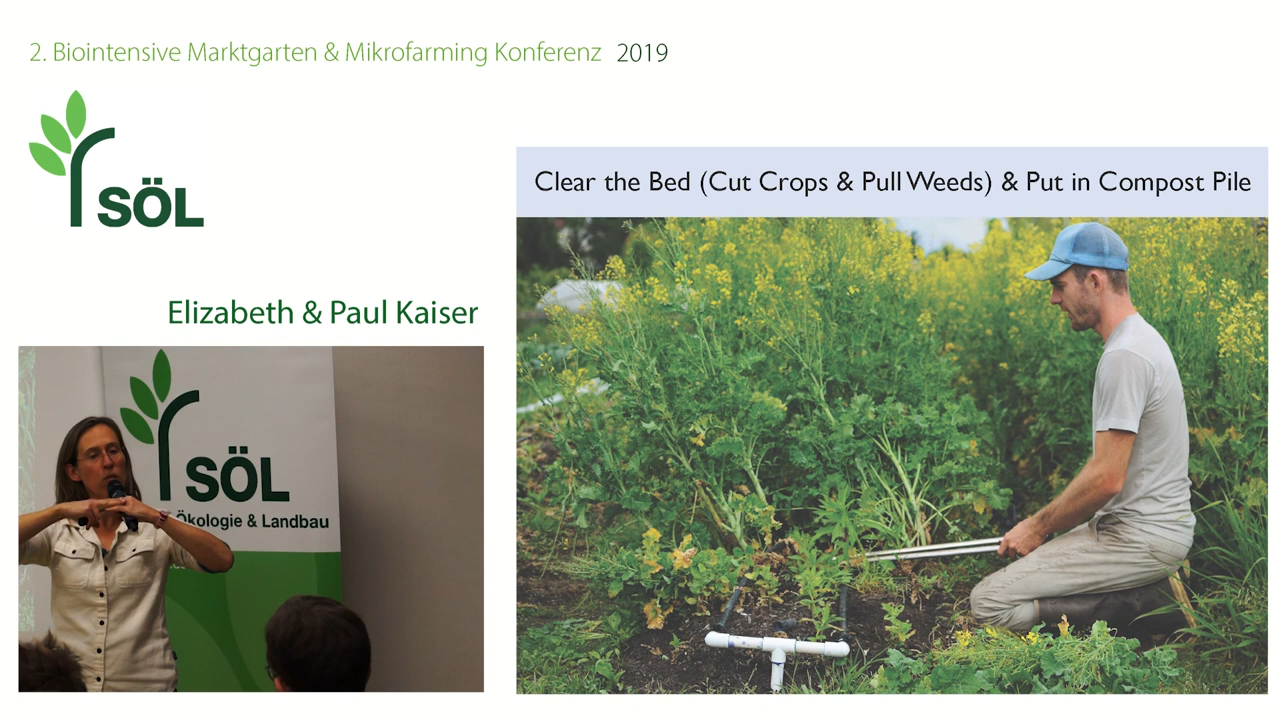 2. Biointensive Marktgarten & Mikrofarming Konferenz 2019
SÖL
Clear the Bed (Cut Crops & Pull Weeds) & Put in Compost Pile
Elizabeth & Paul Kaiser
SÖL
Ökologie & Landbau